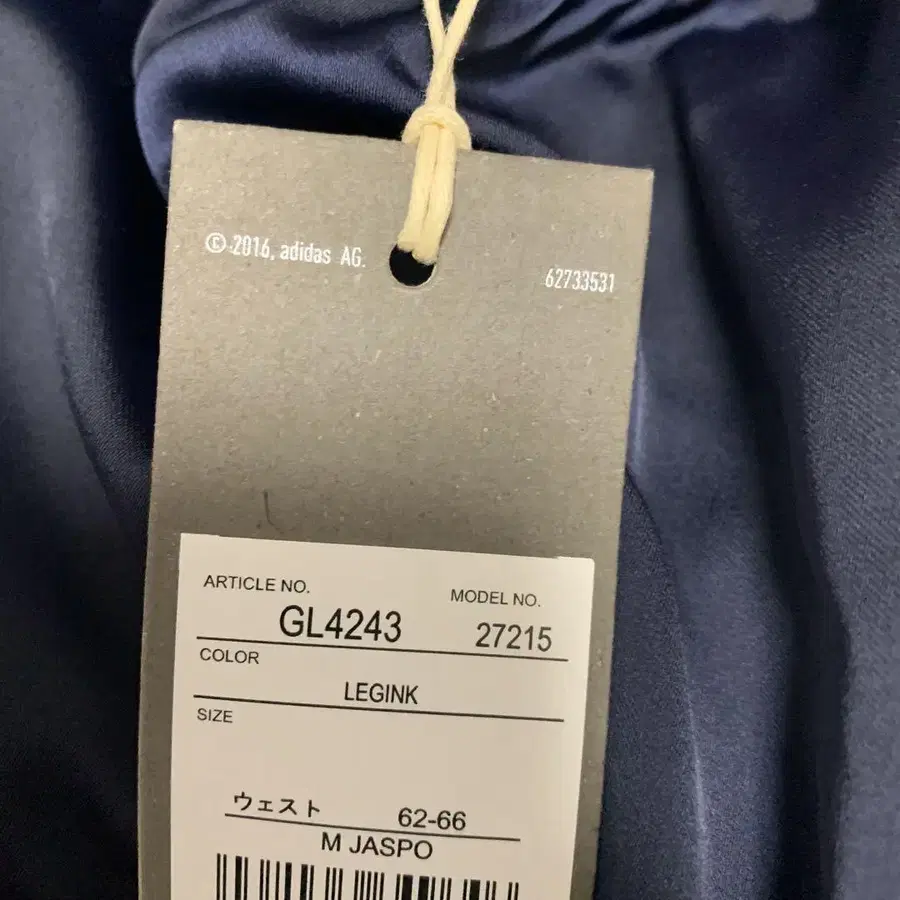 © 2016, adidas AG.
62733531
ARTICLE NO.
MODEL NO.
GL4243
27215
COLOR
LEGINK
SIZE
ウェスト 62-66
M JASPO